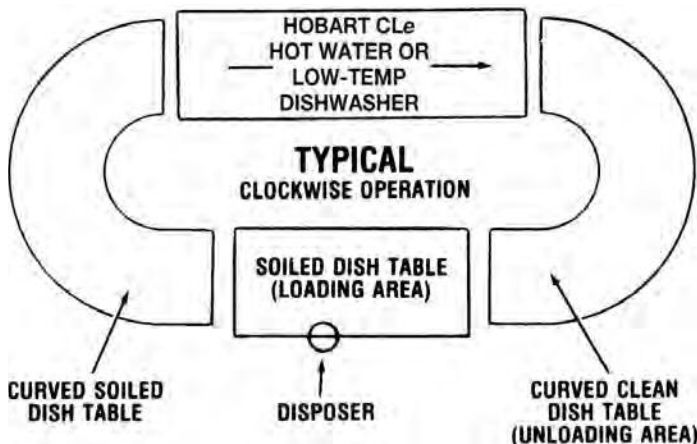 HOBART CLe
HOT WATER OR
LOW-TEMP
DISHWASHER
TYPICAL
CLOCKWISE OPERATION
SOILED DISH TABLE
(LOADING AREA)
CURVED SOILED
DISH TABLE
DISPOSER
CURVED CLEAN
DISH TABLE
(UNLOADING AREA)